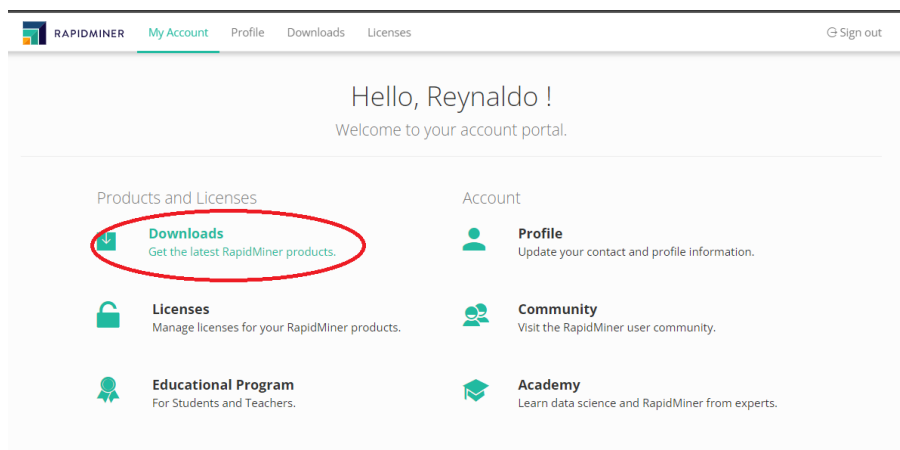 RAPIDMINER My Account Profile Downloads Licenses Sign out
Hello, Reynaldo !
Welcome to your account portal.
Products and Licenses
Downloads
Get the latest RapidMiner products.
Licenses
Manage licenses for your RapidMiner products.
Educational Program
For Students and Teachers.
Account
Profile
Update your contact and profile information.
Community
Visit the RapidMiner user community.
Academy
Learn data science and RapidMiner from experts.